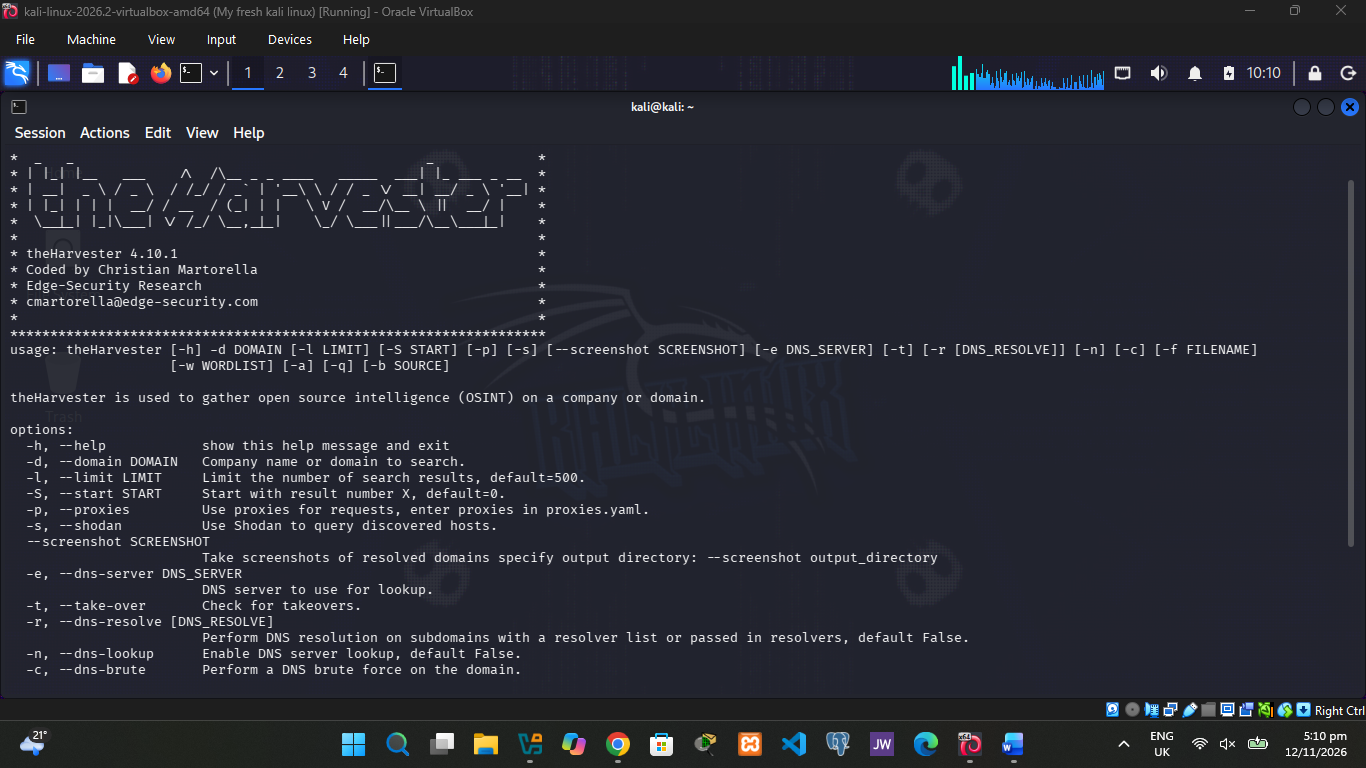 kali-linux-2026.2-virtualbox-amd64 (My fresh kali linux) [Running] - Oracle VirtualBox
File Machine View Input Devices Help
1 2 3 4 10:10
kali@kali: ~
Session Actions Edit View Help
* theHarvester *
* *
* theHarvester 4.10.1 *
* Coded by Christian Martorella *
* Edge-Security Research *
* cmartorella@edge-security.com *
* *
*******************************************************************
usage: theHarvester [-h] -d DOMAIN [-l LIMIT] [-S START] [-p] [-s] [--screenshot SCREENSHOT] [-e DNS_SERVER] [-t] [-r [DNS_RESOLVE]] [-n] [-c] [-f FILENAME]
[-w WORDLIST] [-a] [-q] [-b SOURCE]
theHarvester is used to gather open source intelligence (OSINT) on a company or domain.
Trash
options:
-h, --help show this help message and exit
-d, --domain DOMAIN Company name or domain to search.
-l, --limit LIMIT Limit the number of search results, default=500.
-S, --start START Start with result number X, default=0.
-p, --proxies Use proxies for requests, enter proxies in proxies.yaml.
-s, --shodan Use Shodan to query discovered hosts.
--screenshot SCREENSHOT
Take screenshots of resolved domains specify output directory: --screenshot output_directory
-e, --dns-server DNS_SERVER
DNS server to use for lookup.
-t, --take-over Check for takeovers.
-r, --dns-resolve [DNS_RESOLVE]
Perform DNS resolution on subdomains with a resolver list or passed in resolvers, default False.
-n, --dns-lookup Enable DNS server lookup, default False.
-c, --dns-brute Perform a DNS brute force on the domain.
KALI LINUX
Right Ctrl
21°
JW
ENG
UK
5:10 pm
12/11/2026